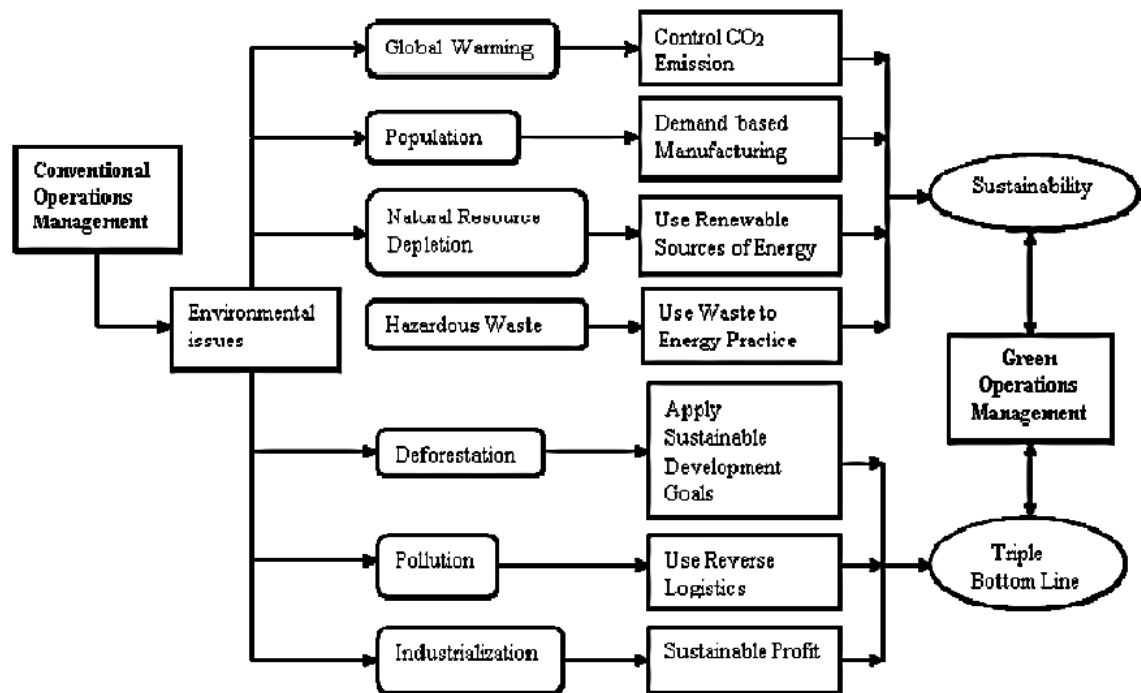 Global Warming
Control CO₂
Emission
Population
Demand based
Manufacturing
Conventional
Operations
Management
Sustainability
Natural Resource
Depletion
Use Renewable
Sources of Energy
Environmental
issues
Hazardous Waste
Use Waste to
Energy Practice
Green
Operations
Management
Deforestation
Apply
Sustainable
Development
Goals
Pollution
Use Reverse
Logistics
Triple
Bottom Line
Industrialization
Sustainable Profit